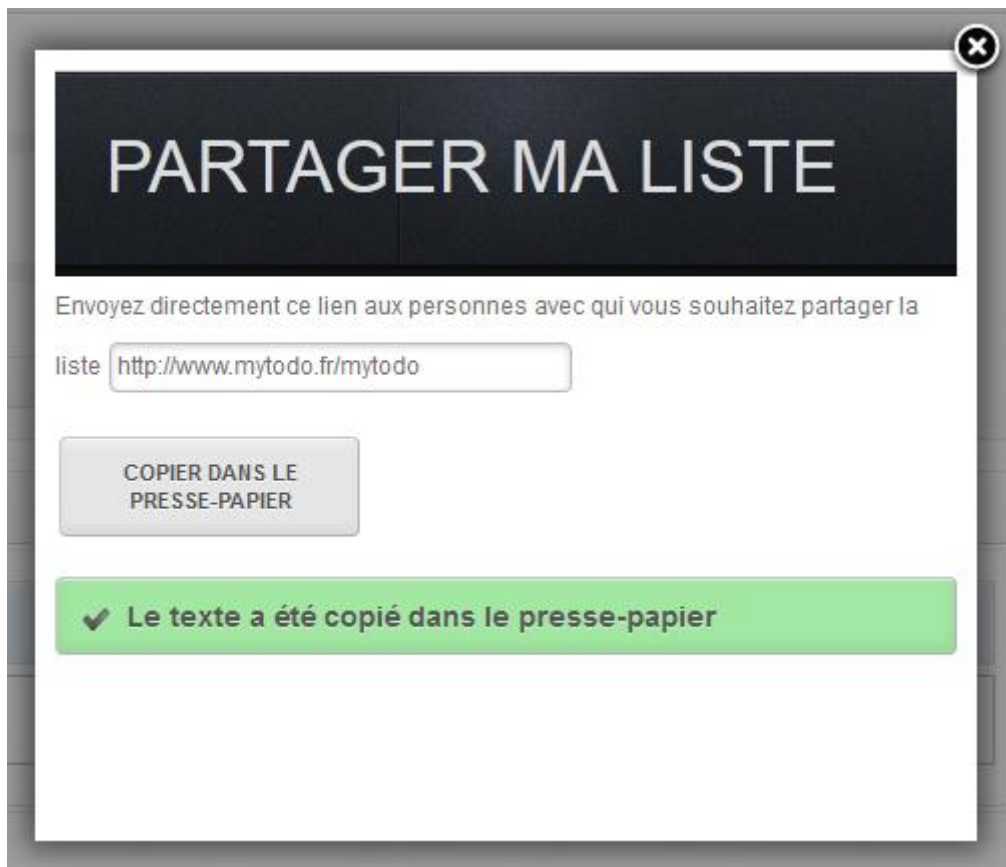 PARTAGER MA LISTE
Envoyez directement ce lien aux personnes avec qui vous souhaitez partager la
liste http://www.mytodo.fr/mytodo
COPIER DANS LE
PRESSE-PAPIER
Le texte a été copié dans le presse-papier